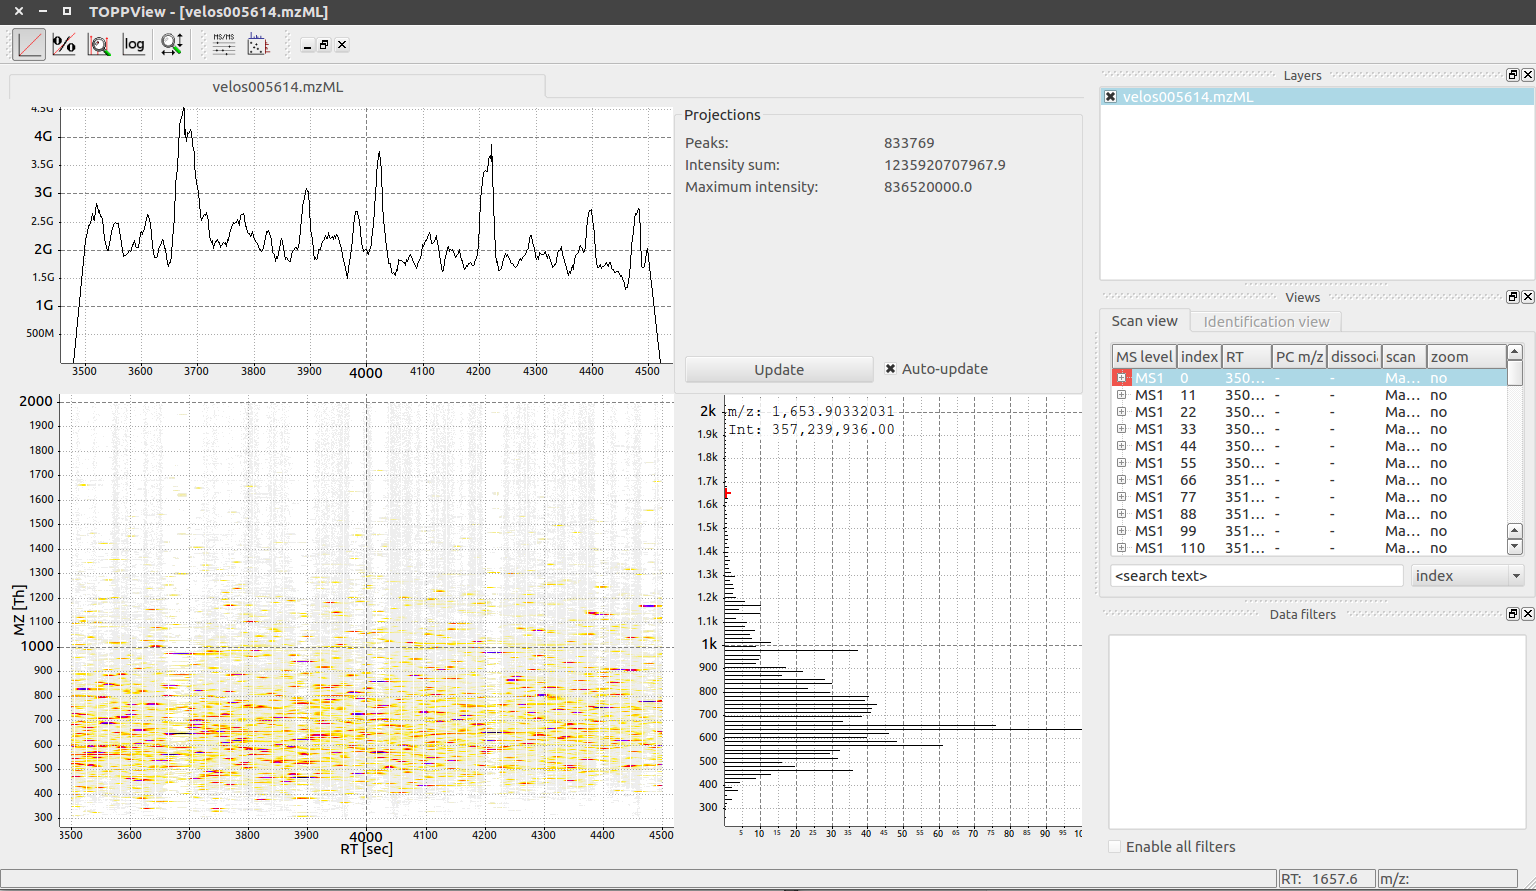 TOPPView - [velos005614.mzML]
% log MS/MS
velos005614.mzML
4.5G
4G
3.5G
3G
2.5G
2G
1.5G
1G
500M
3500 3600 3700 3800 3900 4000 4100 4200 4300 4400 4500
Projections
Peaks: 833769
Intensity sum: 1235920707967.9
Maximum intensity: 836520000.0
Update Auto-update
MZ [Th]
2000
1900
1800
1700
1600
1500
1400
1300
1200
1100
1000
900
800
700
600
500
400
300
3500 3600 3700 3800 3900 4000 4100 4200 4300 4400 4500
RT [sec]
m/z: 1,653.90332031
Int: 357,239,936.00
2k
1.9k
1.8k
1.7k
1.6k
1.5k
1.4k
1.3k
1.2k
1.1k
1k
900
800
700
600
500
400
300
5 10 15 20 25 30 35 40 45 50 55 60 65 70 75 80 85 90 95 10
Layers
velos005614.mzML
Views
Scan view Identification view
MS level index RT PC m/z dissocia scan zoom
MS1 0 350... - - Ma... no
MS1 11 350... - - Ma... no
MS1 22 350... - - Ma... no
MS1 33 350... - - Ma... no
MS1 44 350... - - Ma... no
MS1 55 350... - - Ma... no
MS1 66 351... - - Ma... no
MS1 77 351... - - Ma... no
MS1 88 351... - - Ma... no
MS1 99 351... - - Ma... no
MS1 110 351... - - Ma... no
<search text> index
Data filters
Enable all filters
RT: 1657.6 m/z: